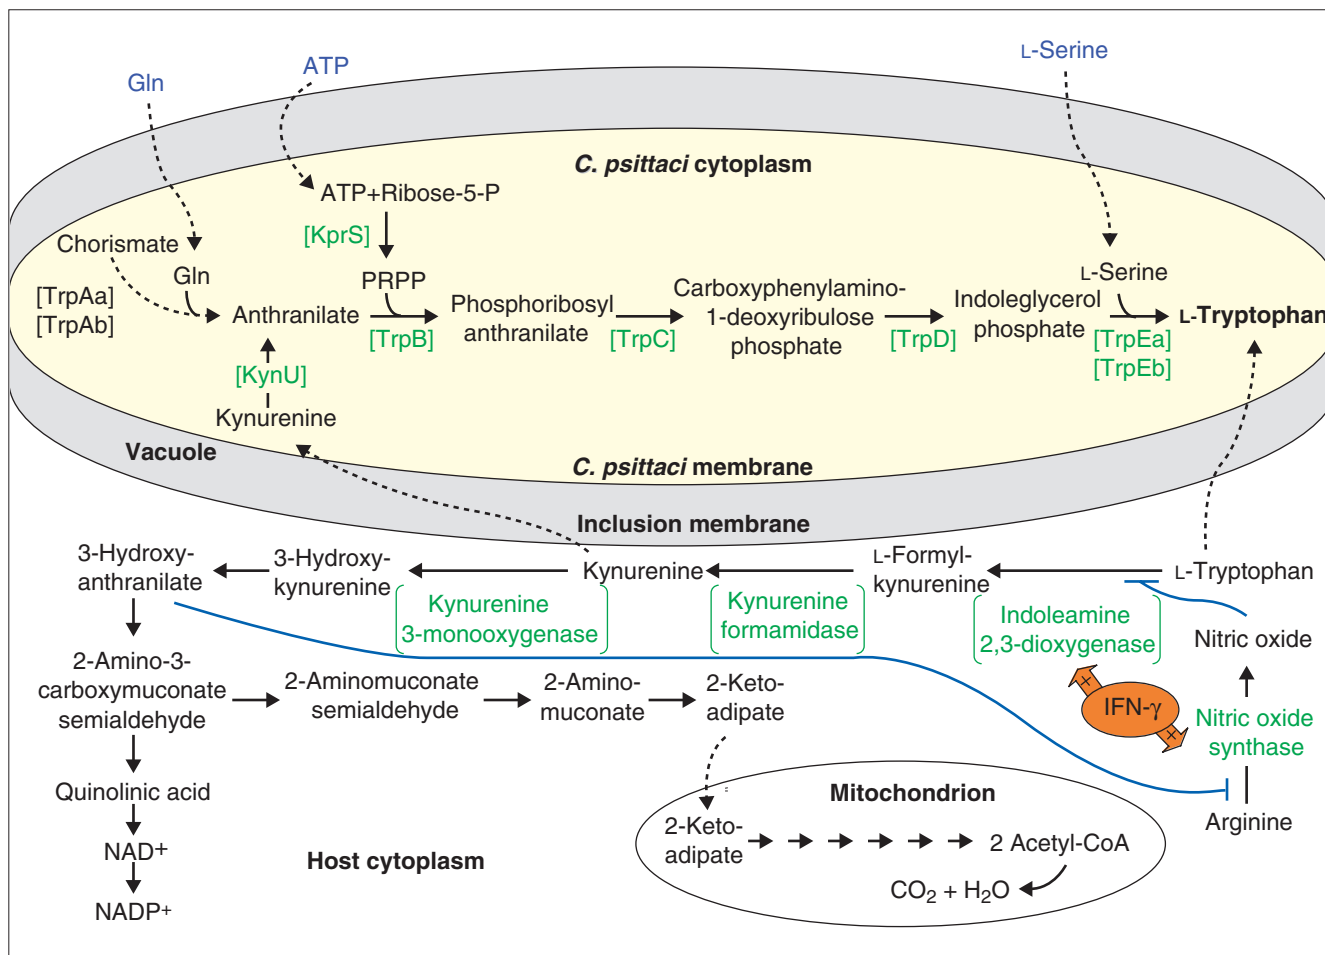 Gln
ATP
L-Serine
C. psittaci cytoplasm
ATP+Ribose-5-P
[KprS]
Chorismate
Gln
[TrpAa]
[TrpAb]
Anthranilate
PRPP
[TrpB]
Phosphoribosyl
anthranilate
[TrpC]
Carboxyphenylamino-
1-deoxyribulose
phosphate
[TrpD]
Indoleglycerol
phosphate
L-Serine
[TrpEa]
[TrpEb]
L-Tryptophan
[KynU]
Kynurenine
Vacuole
C. psittaci membrane
Inclusion membrane
3-Hydroxy-
anthranilate
3-Hydroxy-
kynurenine
Kynurenine
L-Formyl-
kynurenine
L-Tryptophan
Kynurenine
3-monooxygenase
Kynurenine
formamidase
Indoleamine
2,3-dioxygenase
Nitric oxide
2-Amino-3-
carboxymuconate
semialdehyde
2-Aminomuconate
semialdehyde
2-Amino-
muconate
2-Keto-
adipate
+
IFN-γ
+
Nitric oxide
synthase
Arginine
Quinolinic acid
NAD+
NADP+
Host cytoplasm
Mitochondrion
2-Keto-
adipate
2 Acetyl-CoA
CO2 + H2O